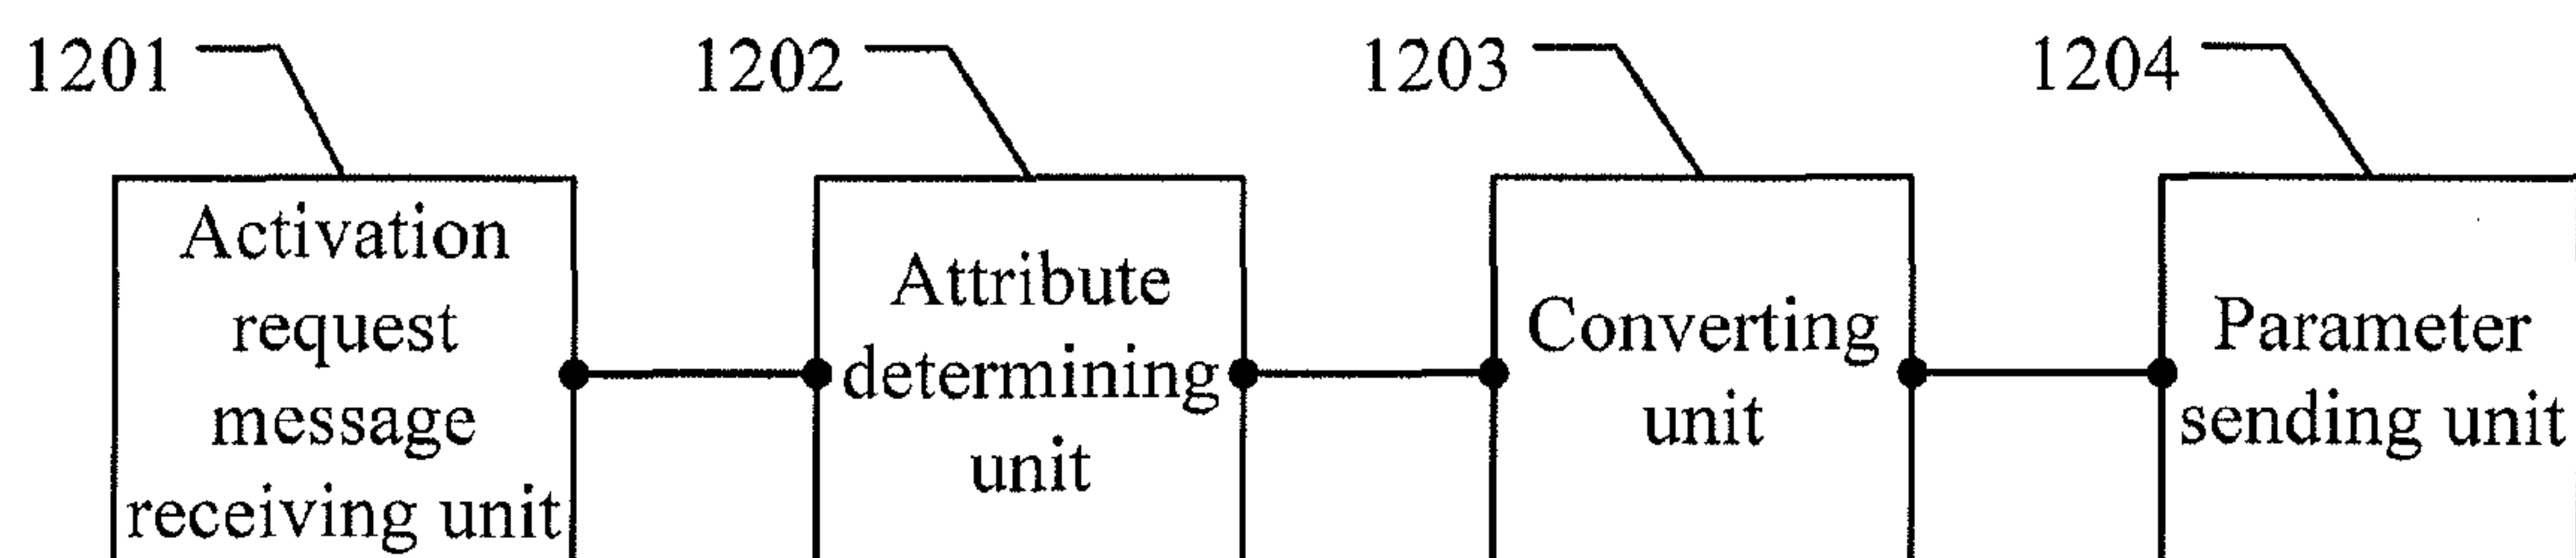 1201
1202
1203
1204
Activation
request
message
receiving unit
Attribute
determining
unit
Converting
unit
Parameter
sending unit